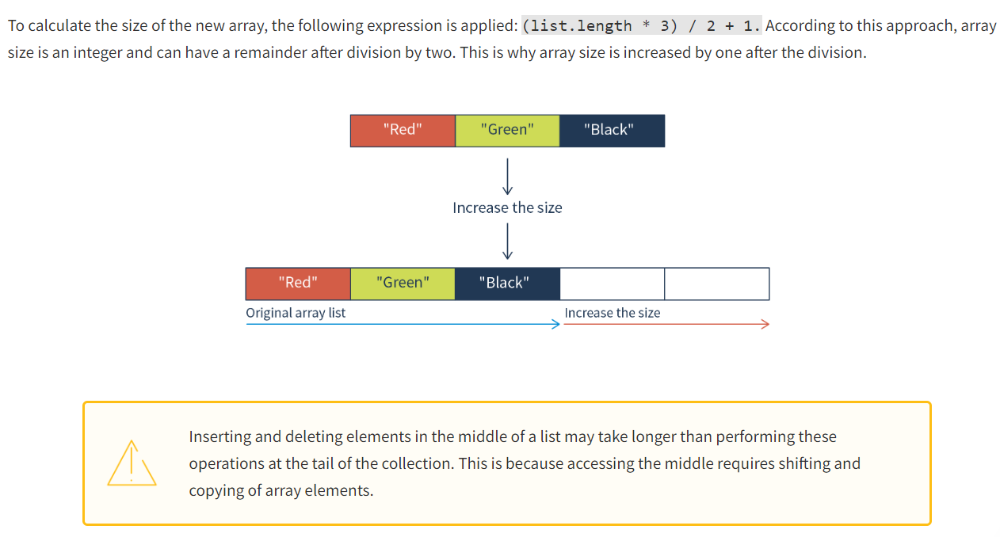 To calculate the size of the new array, the following expression is applied: (list.length * 3) / 2 + 1. According to this approach, array
size is an integer and can have a remainder after division by two. This is why array size is increased by one after the division.
"Red" "Green" "Black"
Increase the size
"Red" "Green" "Black"
Original array list Increase the size
Inserting and deleting elements in the middle of a list may take longer than performing these
operations at the tail of the collection. This is because accessing the middle requires shifting and
copying of array elements.